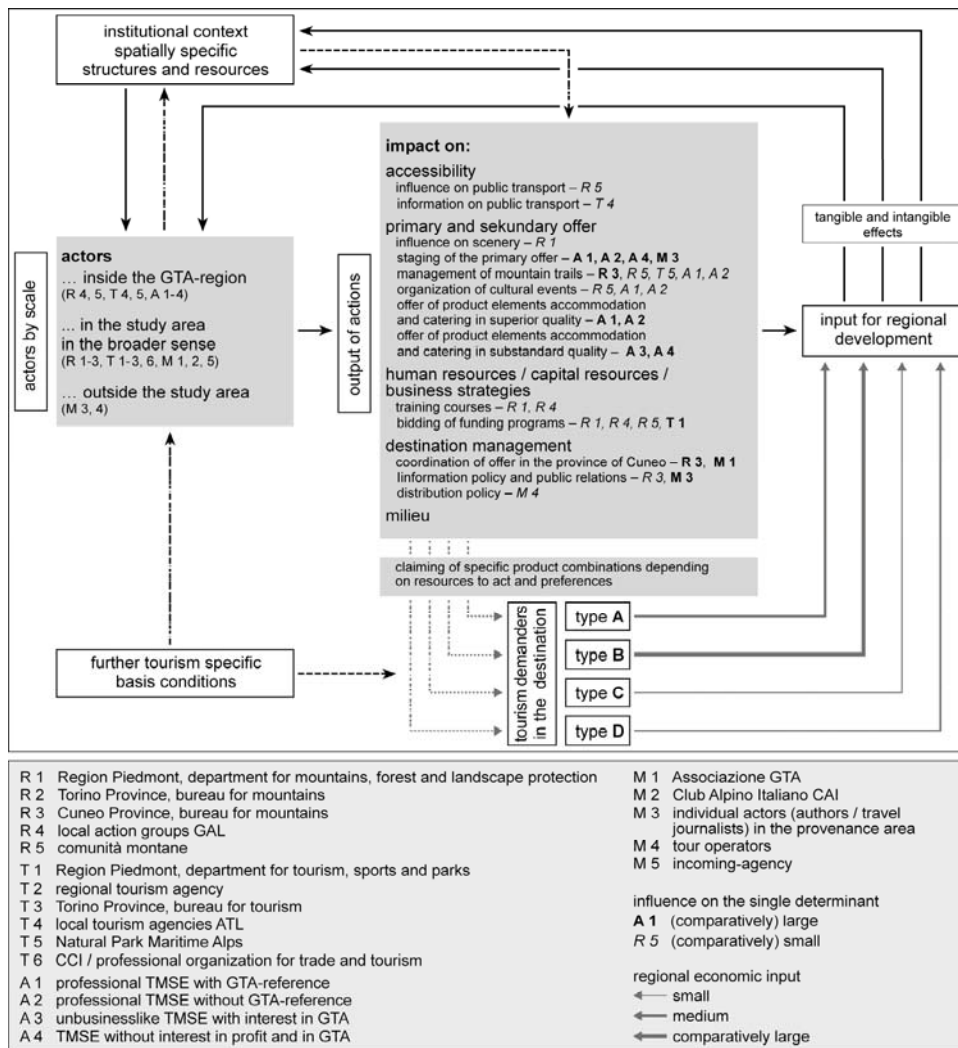 institutional context
spatially specific
structures and resources
actors by scale
actors
... inside the GTA-region
(R 4, 5, T 4, 5, A 1-4)
... in the study area
in the broader sense
(R 1-3, T 1-3, 6, M 1, 2, 5)
... outside the study area
(M 3, 4)
output of actions
impact on:
accessibility
influence on public transport – R 5
information on public transport – T 4
primary and sekundary offer
influence on scenery – R 1
staging of the primary offer – A 1, A 2, A 4, M 3
management of mountain trails – R 3, R 5, T 5, A 1, A 2
organization of cultural events – R 5, A 1, A 2
offer of product elements accommodation
and catering in superior quality – A 1, A 2
offer of product elements accommodation
and catering in substandard quality – A 3, A 4
human resources / capital resources /
business strategies
training courses – R 1, R 4
bidding of funding programs – R 1, R 4, R 5, T 1
destination management
coordination of offer in the province of Cuneo – R 3, M 1
linformation policy and public relations – R 3, M 3
distribution policy – M 4
milieu
claiming of specific product combinations depending
on resources to act and preferences
tangible and intangible
effects
input for regional
development
further tourism specific
basis conditions
tourism demanders
in the destination
type A
type B
type C
type D
R 1 Region Piedmont, department for mountains, forest and landscape protection
R 2 Torino Province, bureau for mountains
R 3 Cuneo Province, bureau for mountains
R 4 local action groups GAL
R 5 comunità montane
T 1 Region Piedmont, department for tourism, sports and parks
T 2 regional tourism agency
T 3 Torino Province, bureau for tourism
T 4 local tourism agencies ATL
T 5 Natural Park Maritime Alps
T 6 CCI / professional organization for trade and tourism
A 1 professional TMSE with GTA-reference
A 2 professional TMSE without GTA-reference
A 3 unbusinesslike TMSE with interest in GTA
A 4 TMSE without interest in profit and in GTA
M 1 Associazione GTA
M 2 Club Alpino Italiano CAI
M 3 individual actors (authors / travel
journalists) in the provenance area
M 4 tour operators
M 5 incoming-agency
influence on the single determinant
A 1 (comparatively) large
R 5 (comparatively) small
regional economic input
small
medium
comparatively large